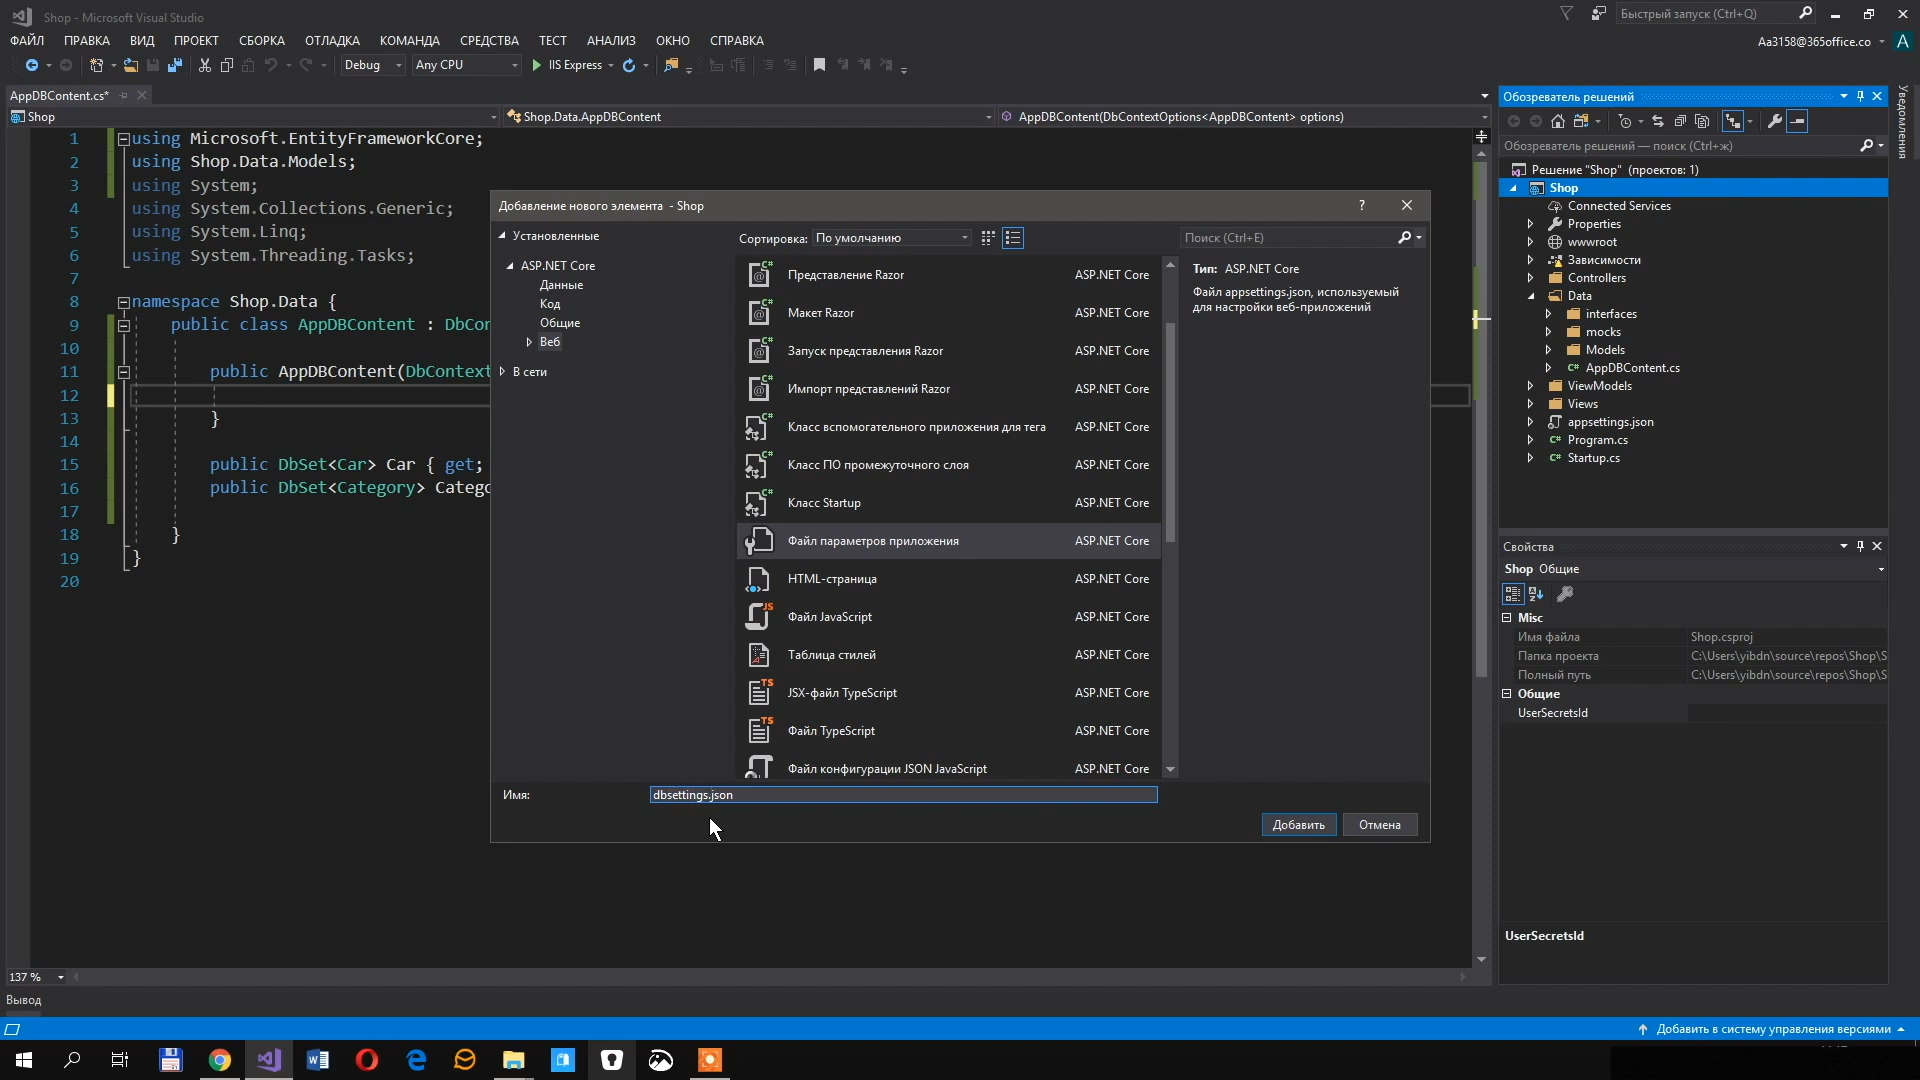 Shop - Microsoft Visual Studio
Быстрый запуск (Ctrl+Q)
ФАЙЛ ПРАВКА ВИД ПРОЕКТ СБОРКА ОТЛАДКА КОМАНДА СРЕДСТВА ТЕСТ АНАЛИЗ ОКНО СПРАВКА
Aa3158@365office.co
A
Debug Any CPU IIS Express
AppDBContent.cs*
Shop
Shop.Data.AppDBContent
AppDBContent(DbContextOptions<AppDBContent> options)
1 using Microsoft.EntityFrameworkCore;
2 using Shop.Data.Models;
3 using System;
4 using System.Collections.Generic;
5 using System.Linq;
6 using System.Threading.Tasks;
7
8 namespace Shop.Data {
9 public class AppDBContent : DbCon
10
11 public AppDBContent(DbContext
12
13 }
14
15 public DbSet<Car> Car { get;
16 public DbSet<Category> Catego
17
18 }
19 }
20
137 %
Вывод
Добавление нового элемента - Shop
?
Установленные
ASP.NET Core
Данные
Код
Общие
Веб
В сети
Сортировка: По умолчанию
Поиск (Ctrl+E)
Представление Razor ASP.NET Core
Макет Razor ASP.NET Core
Запуск представления Razor ASP.NET Core
Импорт представлений Razor ASP.NET Core
Класс вспомогательного приложения для тега ASP.NET Core
Класс ПО промежуточного слоя ASP.NET Core
Класс Startup ASP.NET Core
Файл параметров приложения ASP.NET Core
HTML-страница ASP.NET Core
Файл JavaScript ASP.NET Core
Таблица стилей ASP.NET Core
JSX-файл TypeScript ASP.NET Core
Файл TypeScript ASP.NET Core
Файл конфигурации JSON JavaScript ASP.NET Core
Тип: ASP.NET Core
Файл appsettings.json, используемый
для настройки веб-приложений
Имя: dbsettings.json
Добавить Отмена
Обозреватель решений
Обозреватель решений — поиск (Ctrl+ж)
Решение "Shop" (проектов: 1)
Shop
Connected Services
Properties
wwwroot
Зависимости
Controllers
Data
interfaces
mocks
Models
AppDBContent.cs
ViewModels
Views
appsettings.json
Program.cs
Startup.cs
Уведомления
Свойства
Shop Общие
Misc
Имя файла Shop.csproj
Папка проекта C:\Users\yibdn\source\repos\Shop\S
Полный путь C:\Users\yibdn\source\repos\Shop\S
Общие
UserSecretsId
UserSecretsId
Добавить в систему управления версиями